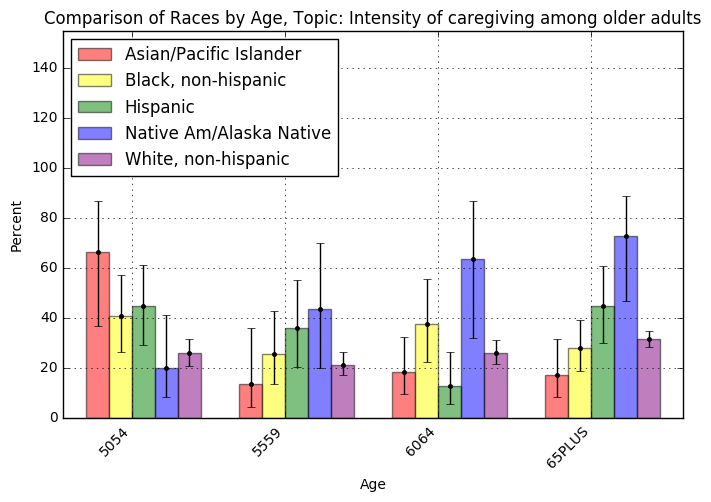 Comparison of Races by Age, Topic: Intensity of caregiving among older adults
Asian/Pacific Islander
Black, non-hispanic
Hispanic
Native Am/Alaska Native
White, non-hispanic
140
120
100
80
60
40
20
0
Percent
5054
5559
6064
65PLUS
Age